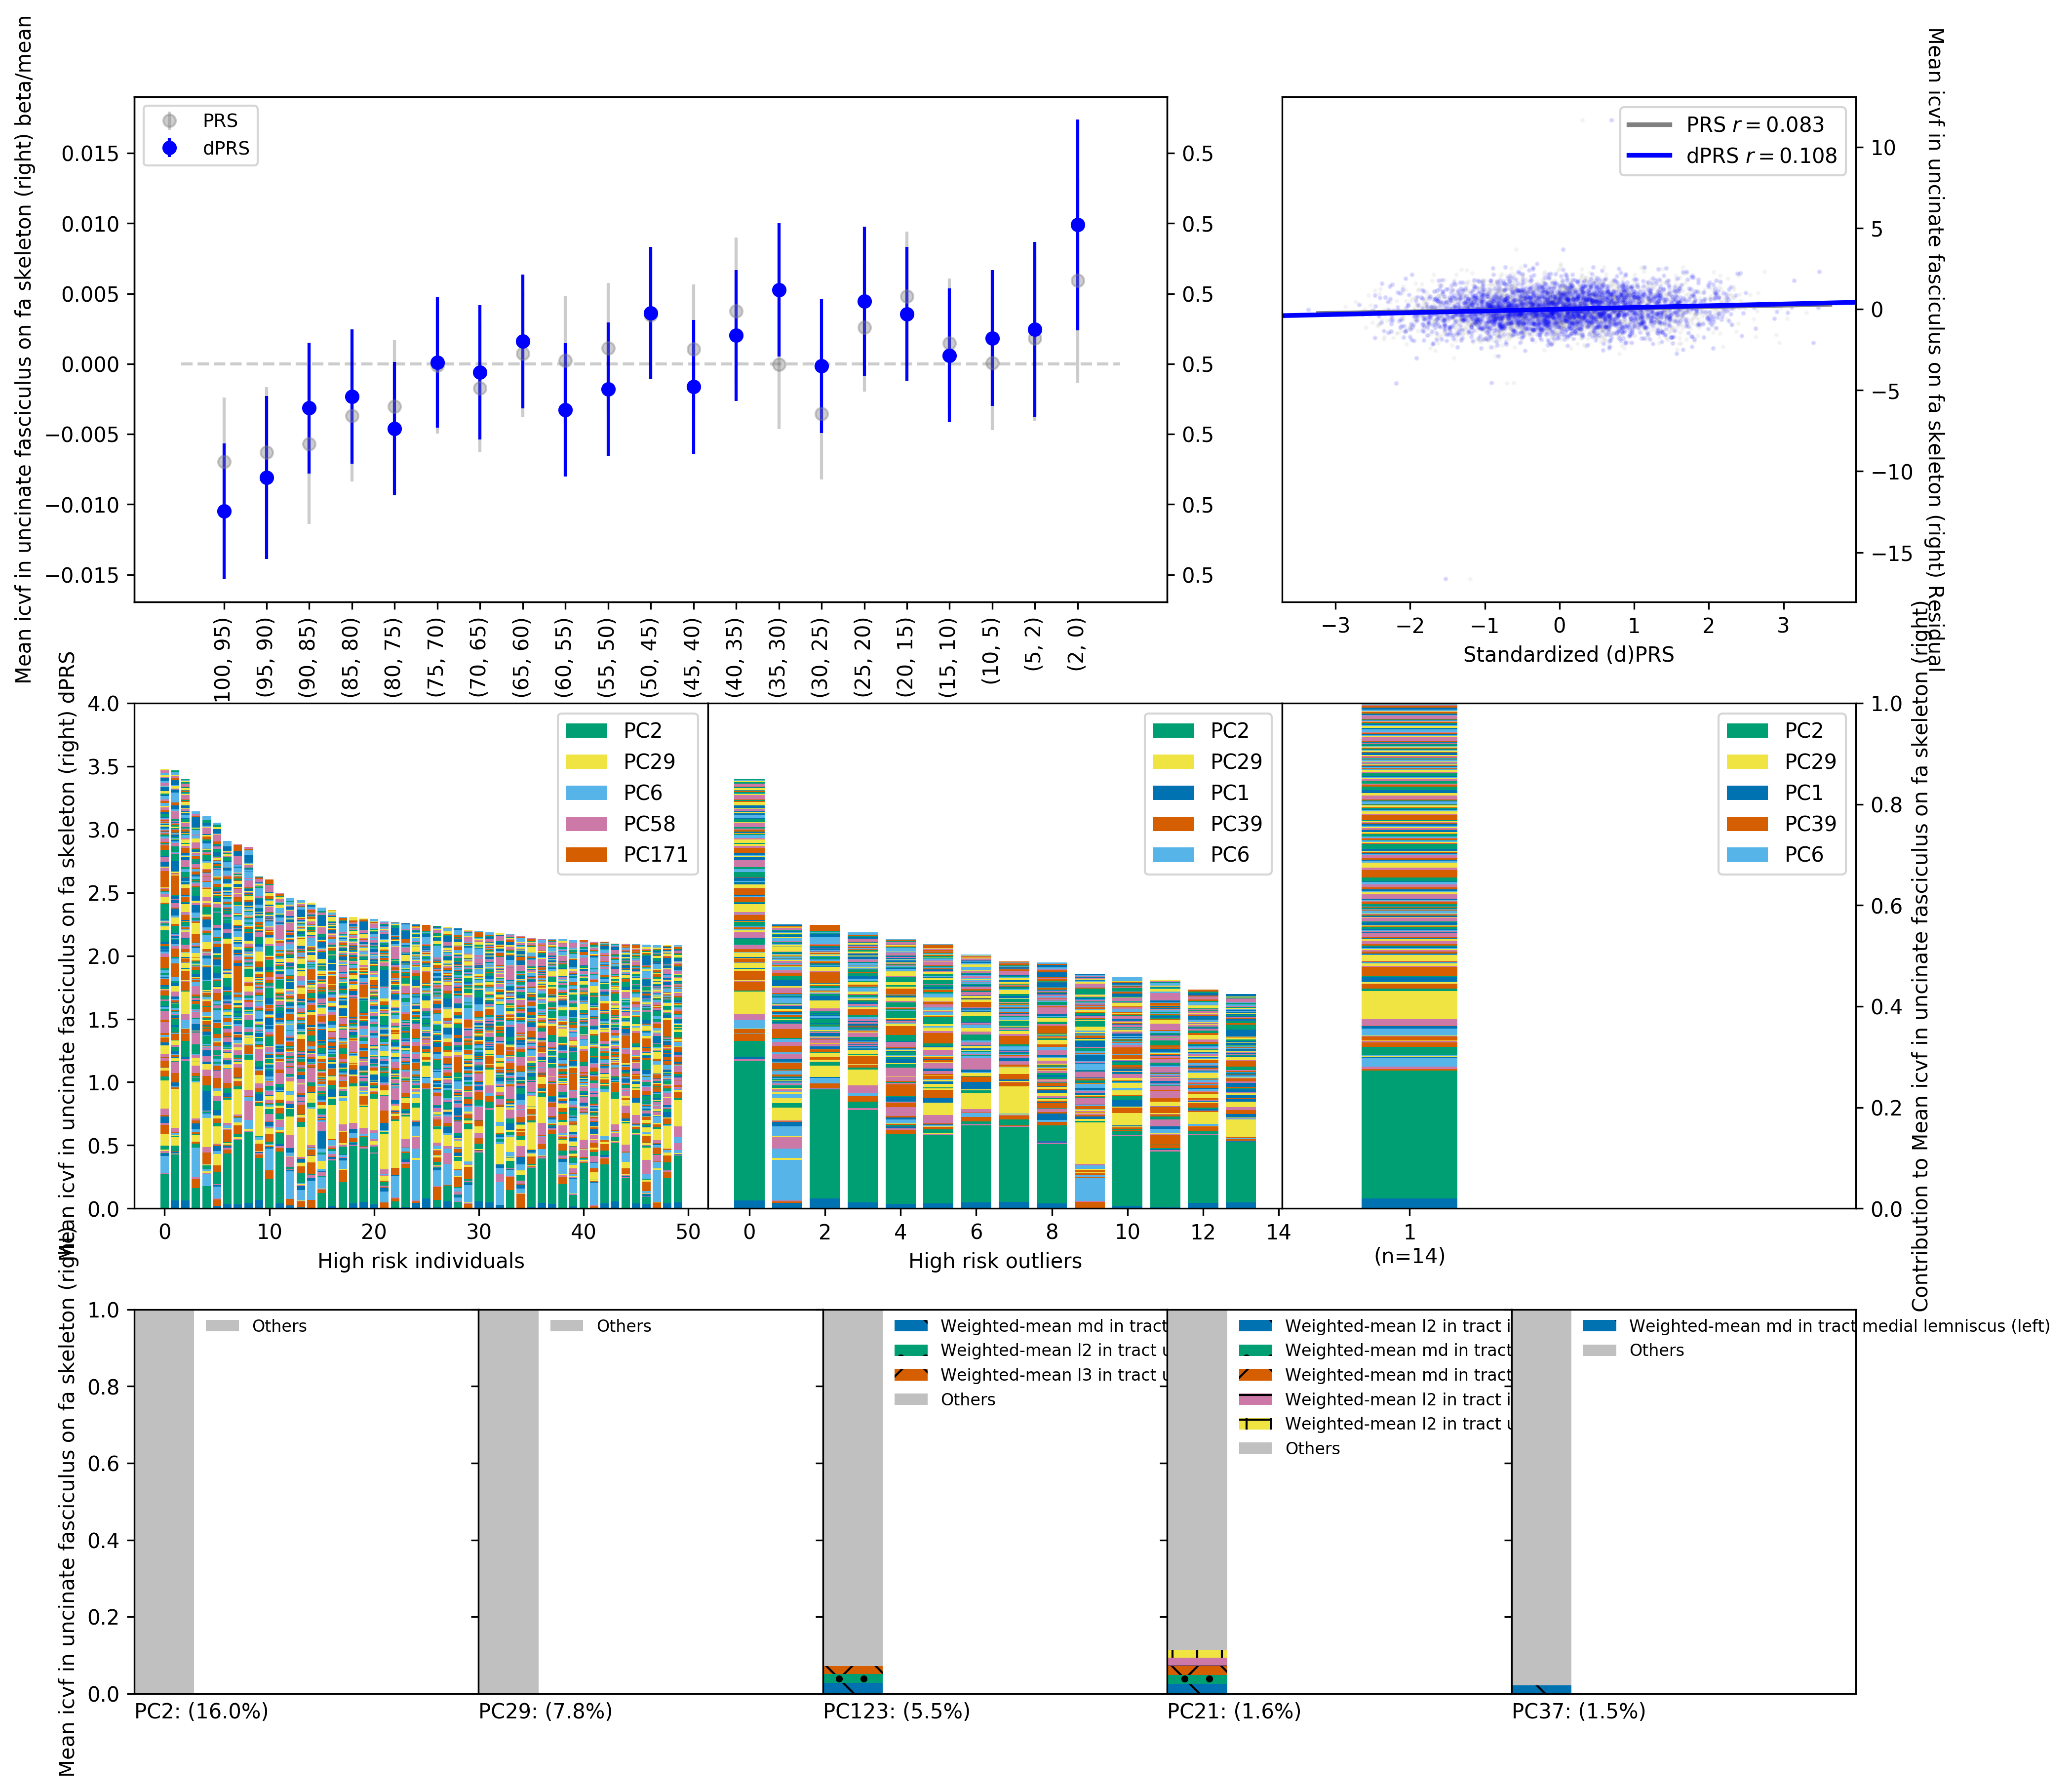 Mean icvf in uncinate fasciculus on fa skeleton (right) beta/mean
PRS
dPRS
0.015
0.010
0.005
0.000
−0.005
−0.010
−0.015
0.5
0.5
0.5
0.5
0.5
0.5
0.5
100, 95)
(95, 90)
(90, 85)
(85, 80)
(80, 75)
(75, 70)
(70, 65)
(65, 60)
(60, 55)
(55, 50)
(50, 45)
(45, 40)
(40, 35)
(35, 30)
(30, 25)
(25, 20)
(20, 15)
(15, 10)
(10, 5)
(5, 2)
(2, 0)
PRS r = 0.083
dPRS r = 0.108
10
5
0
−5
−10
−15
−3
−2
−1
0
1
2
3
Standardized (d)PRS
Mean icvf in uncinate fasciculus on fa skeleton (right) Residual
Mean icvf in uncinate fasciculus on fa skeleton (right) dPRS
4.0
3.5
3.0
2.5
2.0
1.5
1.0
0.5
0.0
PC2
PC29
PC6
PC58
PC171
0
10
20
30
40
50
High risk individuals
PC2
PC29
PC1
PC39
PC6
0
2
4
6
8
10
12
14
High risk outliers
PC2
PC29
PC1
PC39
PC6
1
(n=14)
1.0
0.8
0.6
0.4
0.2
0.0
Contribution to Mean icvf in uncinate fasciculus on fa skeleton (right)
Mean icvf in uncinate fasciculus on fa skeleton (right)
1.0
0.8
0.6
0.4
0.2
0.0
Others
PC2: (16.0%)
Others
PC29: (7.8%)
Weighted-mean md in tract
Weighted-mean l2 in tract u
Weighted-mean l3 in tract u
Others
PC123: (5.5%)
Weighted-mean l2 in tract i
Weighted-mean md in tract
Weighted-mean md in tract
Weighted-mean l2 in tract i
Weighted-mean l2 in tract u
Others
PC21: (1.6%)
Weighted-mean md in tract medial lemniscus (left)
Others
PC37: (1.5%)